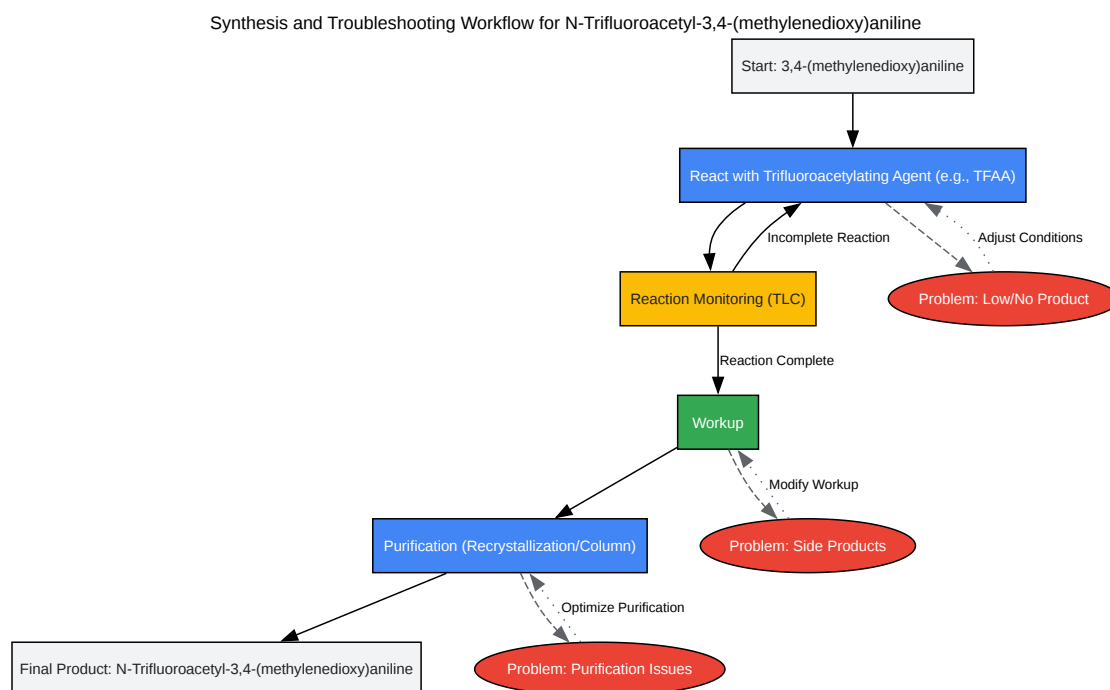 Synthesis and Troubleshooting Workflow for N-Trifluoroacetyl-3,4-(methylenedioxy)aniline
Start: 3,4-(methylenedioxy)aniline
React with Trifluoroacetylating Agent (e.g., TFAA)
Incomplete Reaction
Adjust Conditions
Reaction Monitoring (TLC)
Problem: Low/No Product
Reaction Complete
Workup
Modify Workup
Purification (Recrystallization/Column)
Problem: Side Products
Optimize Purification
Final Product: N-Trifluoroacetyl-3,4-(methylenedioxy)aniline
Problem: Purification Issues